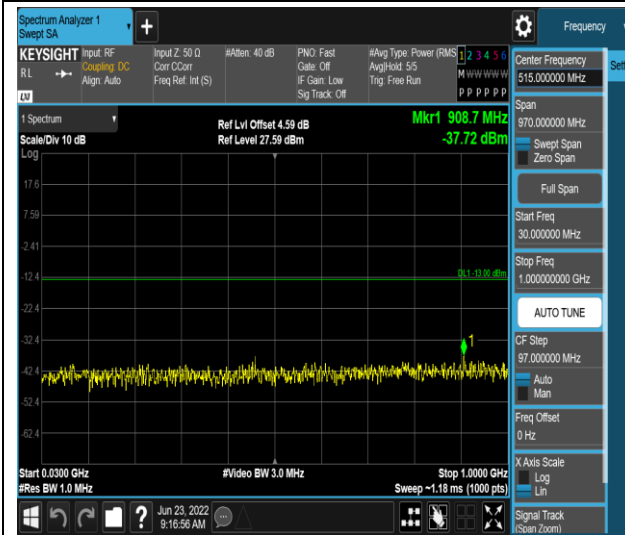 Spectrum Analyzer 1
Swept SA
+
Frequency
KEYSIGHT
RL
LXI
Input: RF
Coupling: DC
Align: Auto
Input Z: 50 Ω
Corr CCorr
Freq Ref: Int (S)
#Atten: 40 dB
PNO: Fast
Gate: Off
IF Gain: Low
Sig Track: Off
#Avg Type: Power (RMS
Avg|Hold: 5/5
Trig: Free Run
1 2 3 4 5 6
M W W W W W
P P P P P P
1 Spectrum
Scale/Div 10 dB
Log
Ref Lvl Offset 4.59 dB
Ref Level 27.59 dBm
Mkr1 908.7 MHz
-37.72 dBm
17.6
7.59
-2.41
-12.4
DL1 -13.00 dBm
-22.4
-32.4
1
-42.4
-52.4
-62.4
Start 0.0300 GHz
#Res BW 1.0 MHz
#Video BW 3.0 MHz
Stop 1.0000 GHz
Sweep ~1.18 ms (1000 pts)
?
Jun 23, 2022
9:16:56 AM
Center Frequency
515.000000 MHz
Span
970.000000 MHz
Swept Span
Zero Span
Full Span
Start Freq
30.000000 MHz
Stop Freq
1.000000000 GHz
AUTO TUNE
CF Step
97.000000 MHz
Auto
Man
Freq Offset
0 Hz
X Axis Scale
Log
Lin
Signal Track
(Span Zoom)
Sett